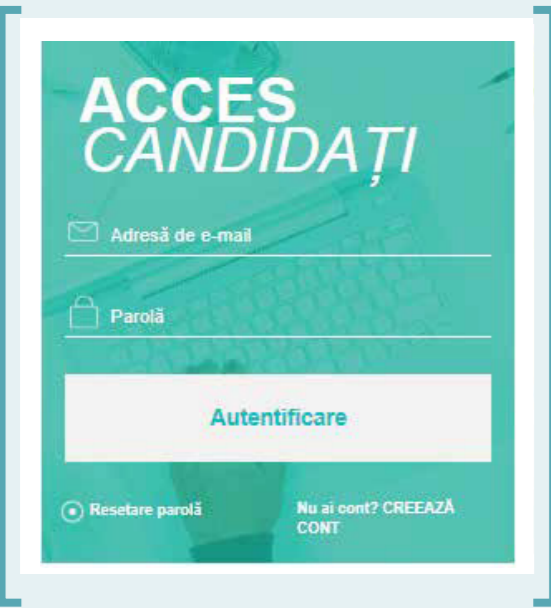 ACCES
CANDIDAȚI
Adresă de e-mail
Parolă
Autentificare
Resetare parolă
Nu ai cont? CREEAZĂ
CONT